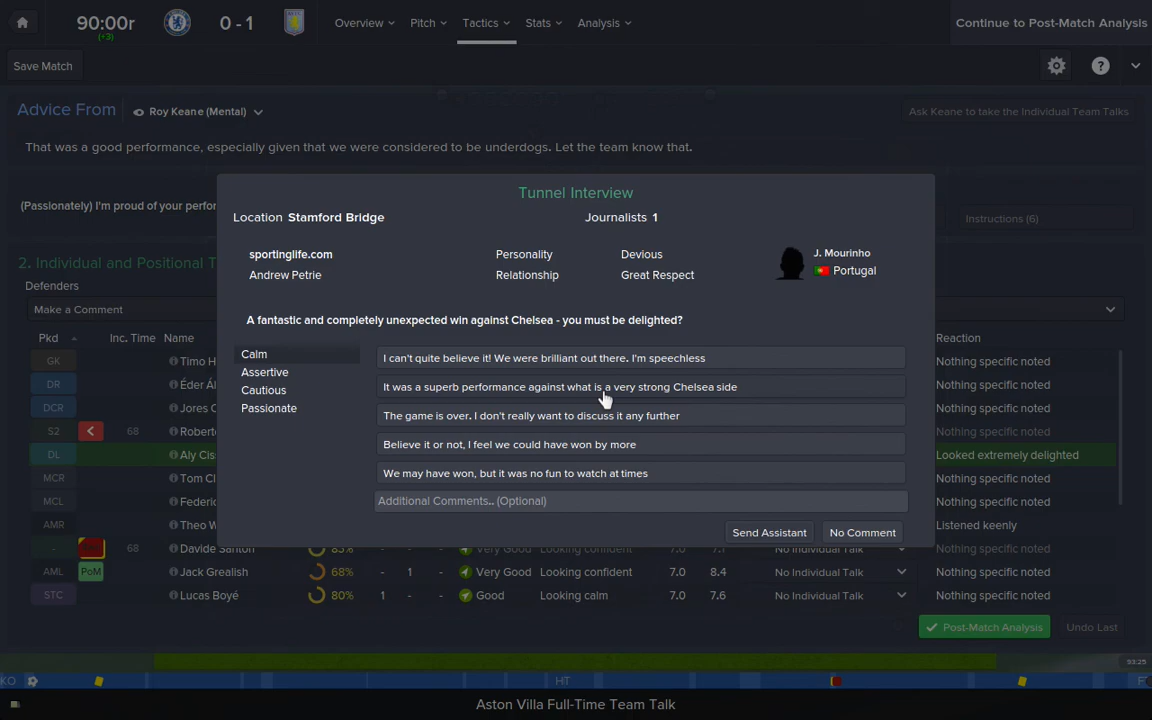 90:00r
(+3)
0 - 1
Overview
Pitch
Tactics
Stats
Analysis
Continue to Post-Match Analysis
Save Match
Advice From
Roy Keane (Mental)
Ask Keane to take the Individual Team Talks
That was a good performance, especially given that we were considered to be underdogs. Let the team know that.
Tunnel Interview
(Passionately) I'm proud of your perfor
Location Stamford Bridge
Journalists 1
Instructions (6)
sportinglife.com
Personality
Devious
J. Mourinho
Andrew Petrie
Relationship
Great Respect
Portugal
2. Individual and Positional T
Defenders
Make a Comment
A fantastic and completely unexpected win against Chelsea - you must be delighted?
Pkd
Inc. Time
Name
Reaction
Calm
Assertive
Cautious
Passionate
I can't quite believe it! We were brilliant out there. I'm speechless
It was a superb performance against what is a very strong Chelsea side
The game is over. I don't really want to discuss it any further
Believe it or not, I feel we could have won by more
We may have won, but it was no fun to watch at times
Additional Comments.. (Optional)
Send Assistant
No Comment
GK Timo H Nothing specific noted
DR Éder Ál Nothing specific noted
DCR Jores C Nothing specific noted
S2 68 Robert Nothing specific noted
DL Aly Cis Looked extremely delighted
MCR Tom Cl Nothing specific noted
MCL Federic Nothing specific noted
AMR Theo W Listened keenly
- 68 Davide Santon 85% Very Good Looking confident 7.0 7.1 No Individual Talk Nothing specific noted
AML PoM Jack Grealish 68% - 1 - Very Good Looking confident 7.0 8.4 No Individual Talk Nothing specific noted
STC Lucas Boyé 80% 1 - - Good Looking calm 7.0 7.6 No Individual Talk Nothing specific noted
Post-Match Analysis
Undo Last
93:25
KO
HT
Aston Villa Full-Time Team Talk